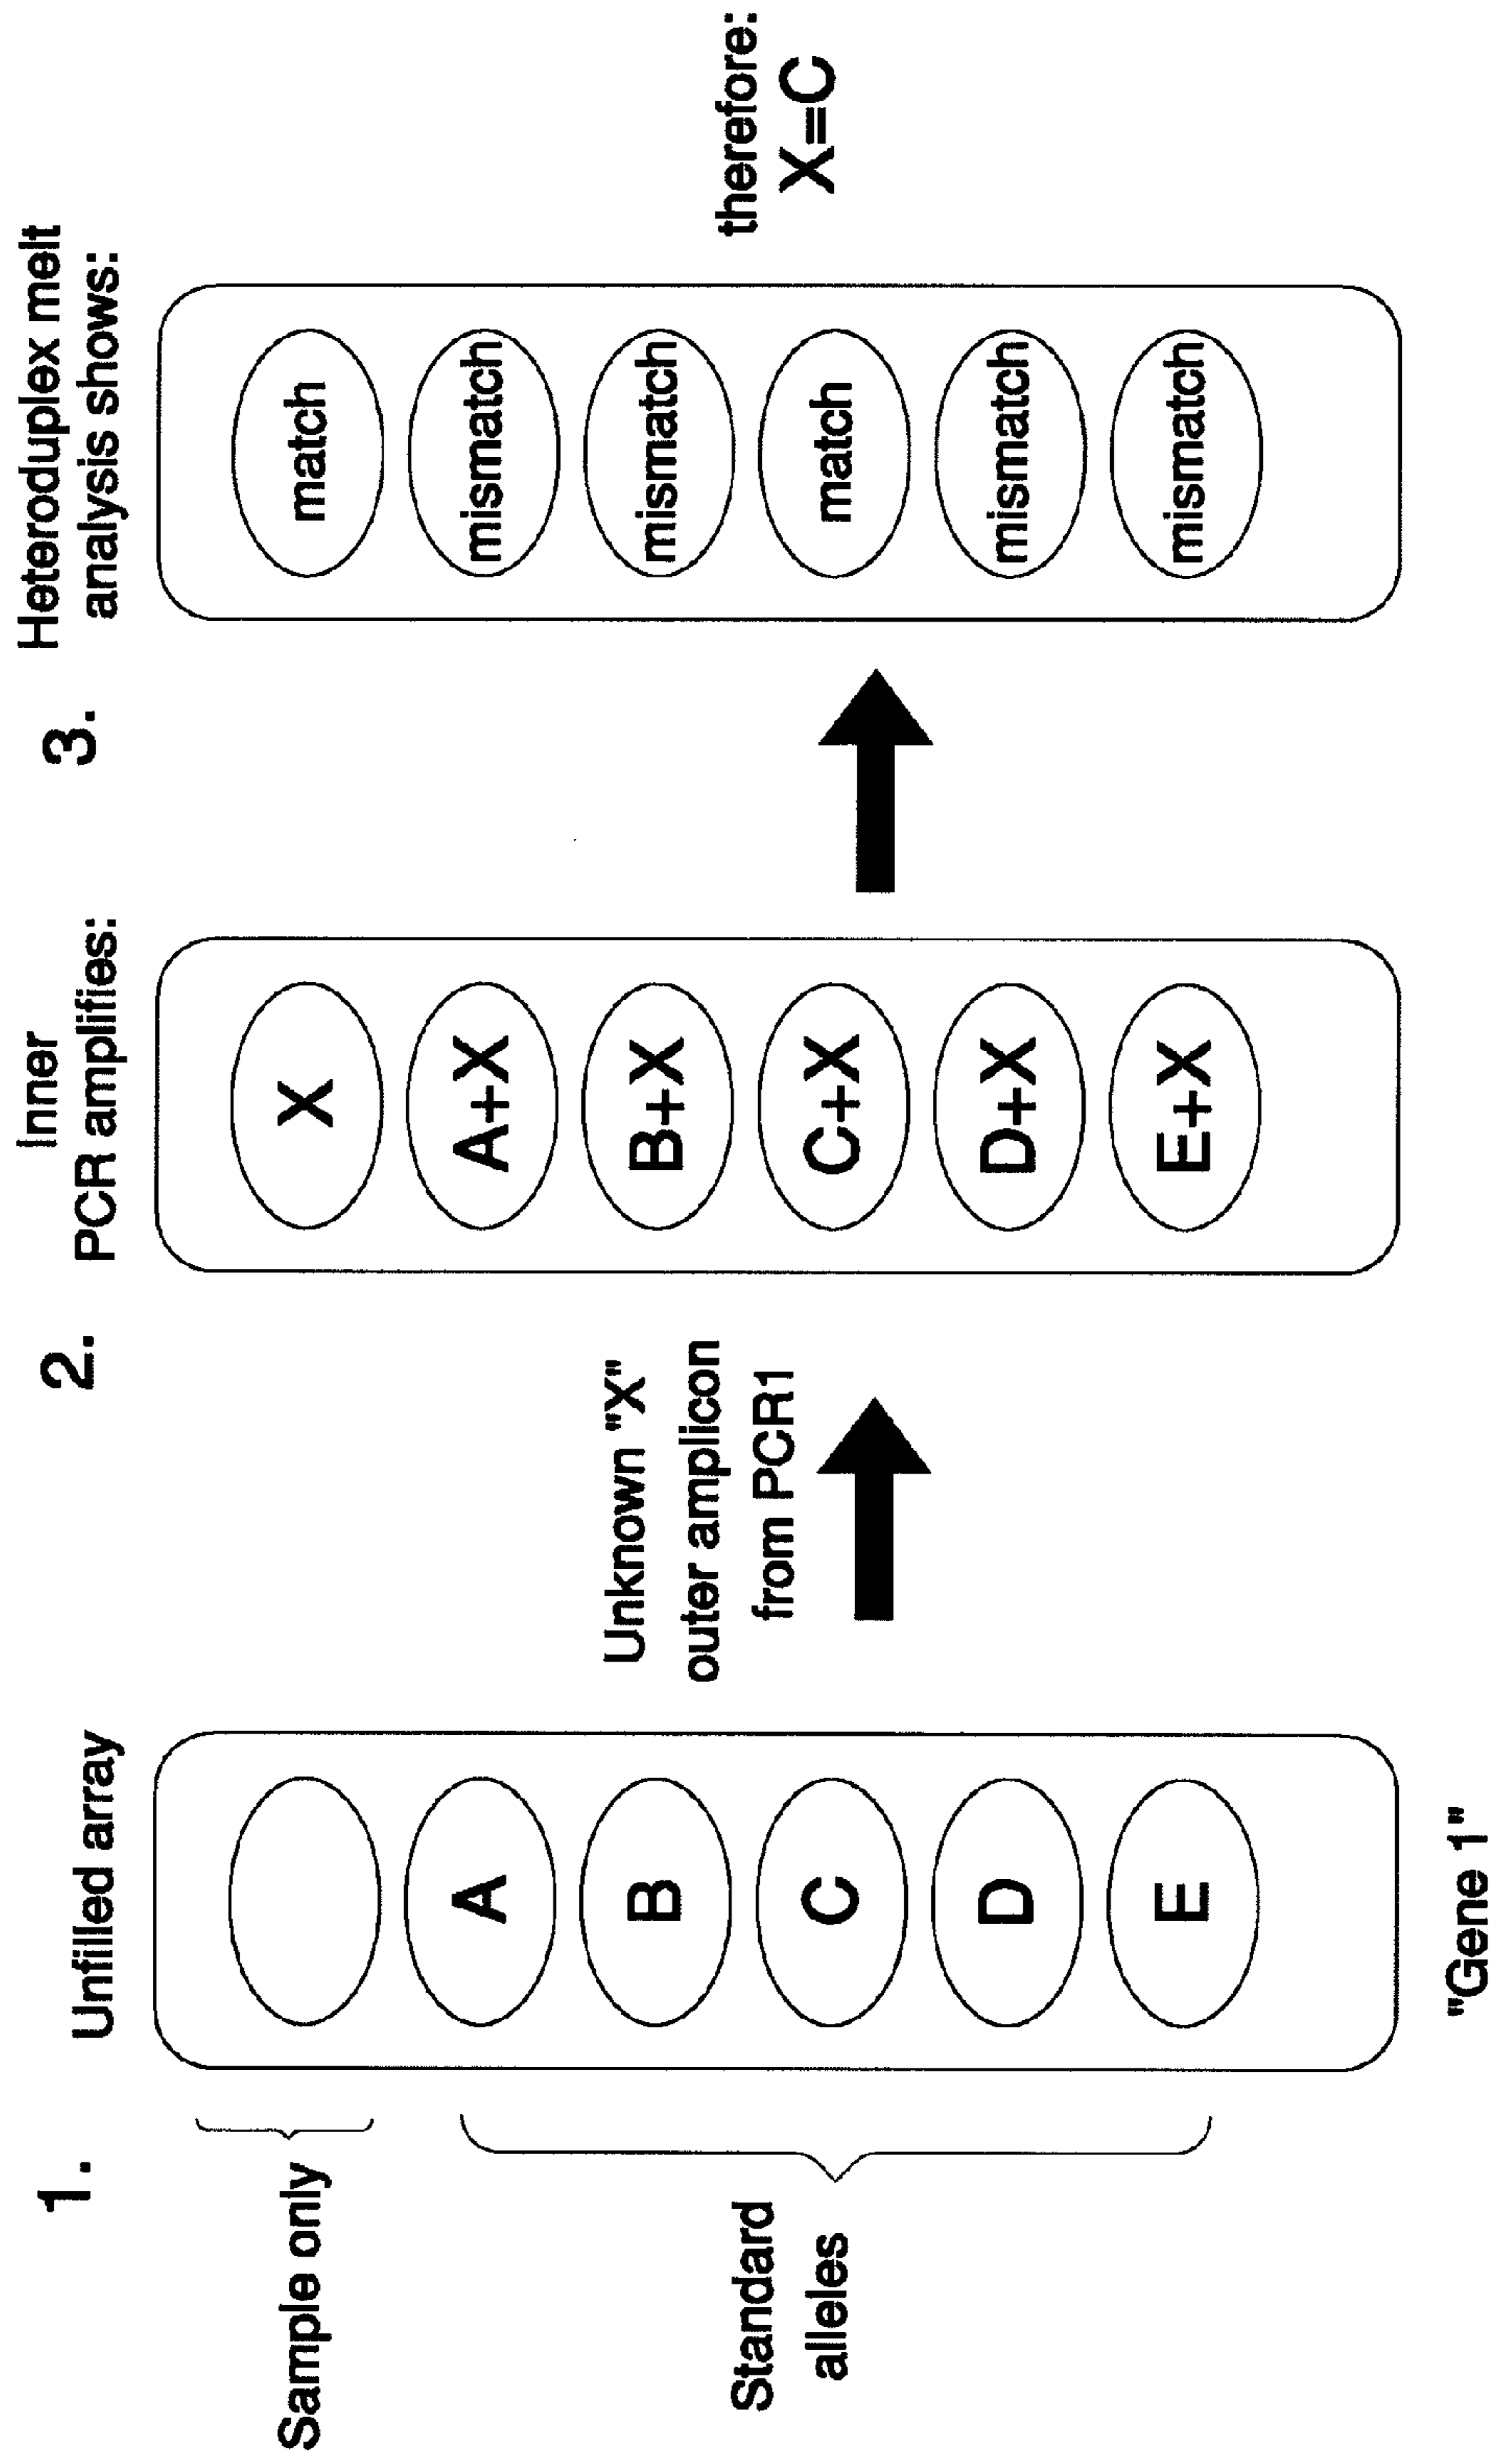 1.
Unfilled array
Sample only
Standard
alleles
A
B
C
D
E
"Gene 1"
Unknown "X"
outer amplicon
from PCR1
2.
Inner
PCR amplifies:
X
A+X
B+X
C+X
D+X
E+X
3.
Heteroduplex melt
analysis shows:
match
mismatch
mismatch
match
mismatch
mismatch
therefore:
X=C